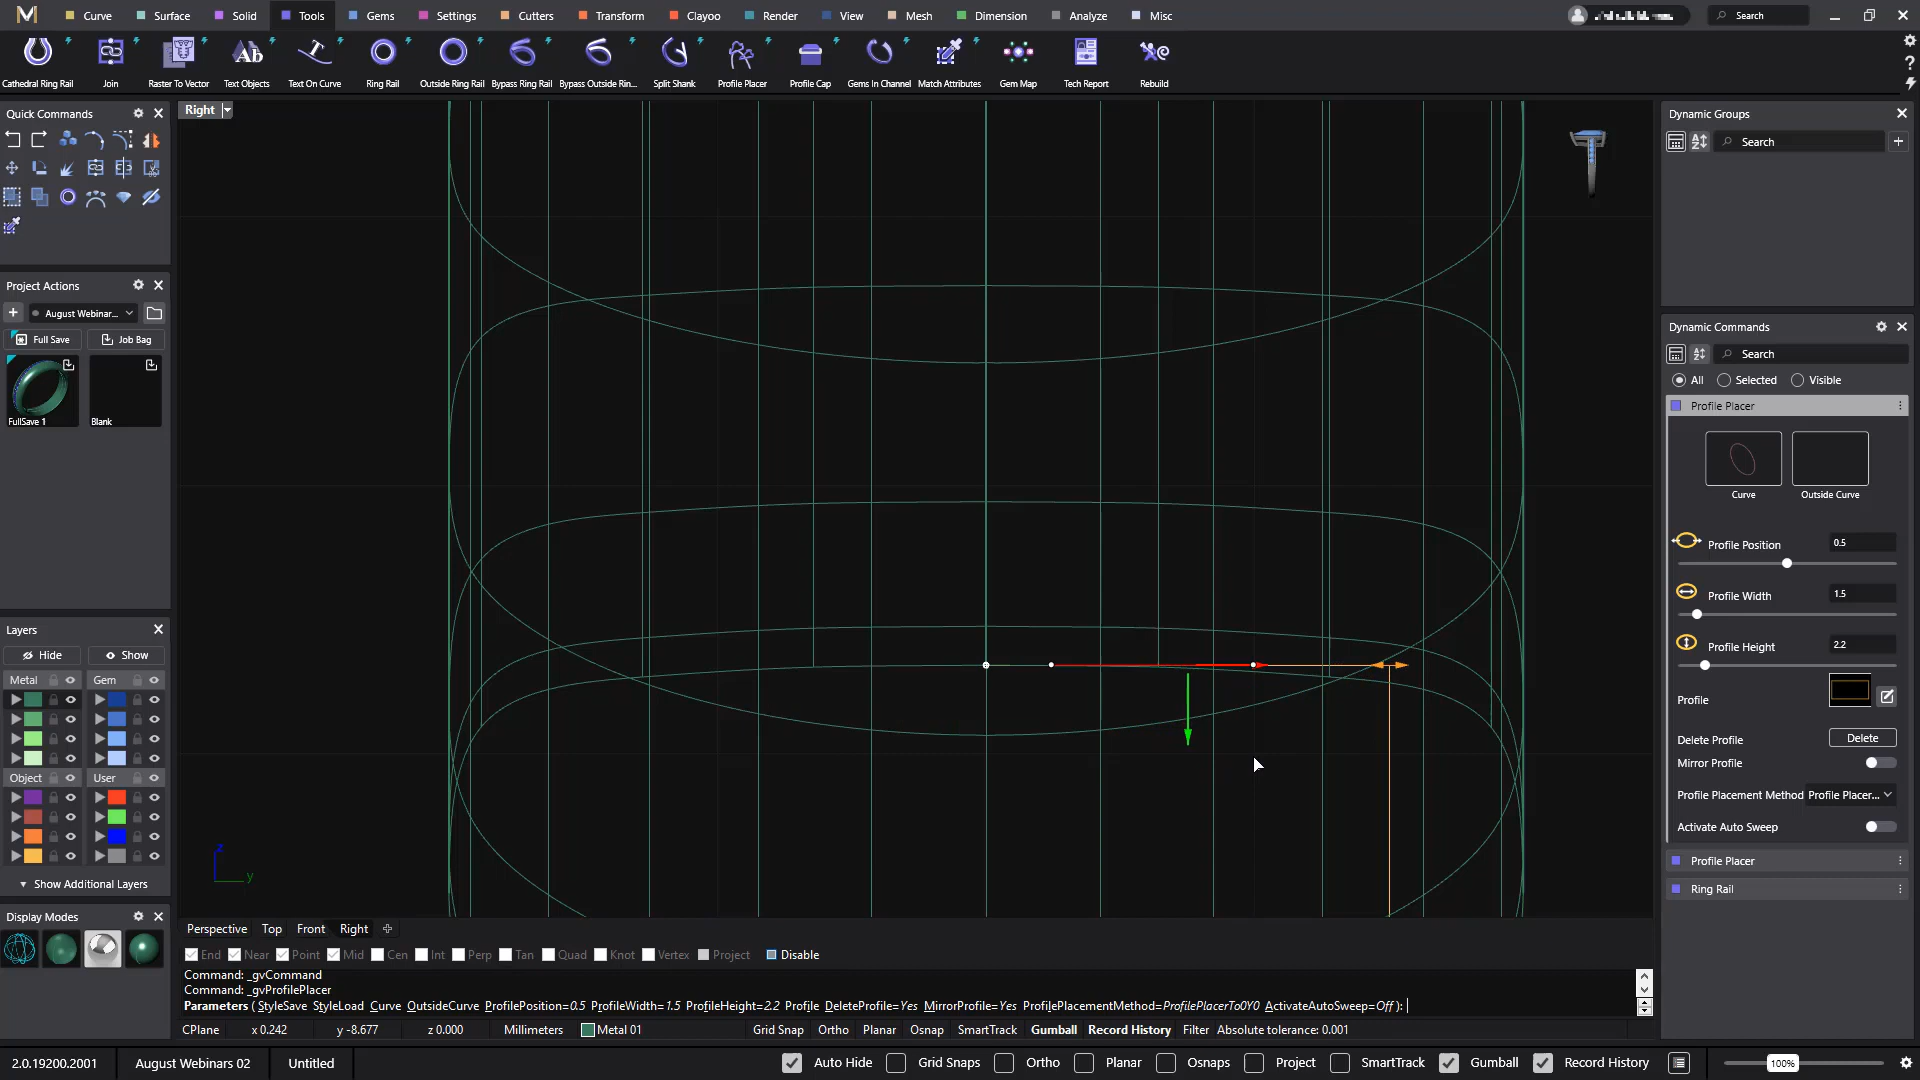 Curve Surface Solid Tools Gems Settings Cutters Transform Clayoo Render View Mesh Dimension Analyze Misc Search
Cathedral Ring Rail Join Raster To Vector Text Objects Text On Curve Ring Rail Outside Ring Rail Bypass Ring Rail Bypass Outside Rin... Split Shank Profile Placer Profile Cap Gems In Channel Match Attributes Gem Map Tech Report Rebuild
Quick Commands
Right
Dynamic Groups
Search
Project Actions
August Webinar...
Full Save Job Bag
FullSave 1 Blank
Dynamic Commands
Search
All Selected Visible
Profile Placer
Curve Outside Curve
Profile Position 0.5
Profile Width 1.5
Profile Height 2.2
Profile
Delete Profile Delete
Mirror Profile
Profile Placement Method Profile Placer...
Activate Auto Sweep
Profile Placer
Ring Rail
Layers
Hide Show
Metal Gem
Object User
Show Additional Layers
Display Modes
z
y
Perspective Top Front Right
End Near Point Mid Cen Int Perp Tan Quad Knot Vertex Project Disable
Command: _gvCommand
Command: _gvProfilePlacer
Parameters ( StyleSave StyleLoad Curve OutsideCurve ProfilePosition=0.5 ProfileWidth=1.5 ProfileHeight=2.2 Profile DeleteProfile=Yes MirrorProfile=Yes ProfilePlacementMethod=ProfilePlacerTo0Y0 ActivateAutoSweep=Off ):
CPlane x 0.242 y -8.677 z 0.000 Millimeters Metal 01 Grid Snap Ortho Planar Osnap SmartTrack Gumball Record History Filter Absolute tolerance: 0.001
2.0.19200.2001 August Webinars 02 Untitled Auto Hide Grid Snaps Ortho Planar Osnaps Project SmartTrack Gumball Record History 100%